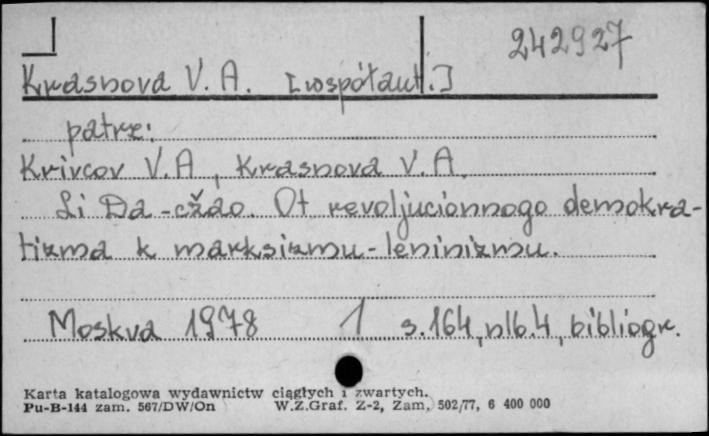 242927
Krasnova V. A. [współaut.]
patrz:
Krivcov V. A, Krasnova V. A.
Li Da-cžao. Ot revoljucionnogo demokra-
tizma k marksizmu-leninizmu.
Moskva 1978 1 s. 164, nlb. 4, bibliogr.
Karta katalogowa wydawnictw ciągłych i zwartych.
Pu-B-144 zam. 567/DW/On W.Z.Graf. Z-2, Zam. 502/77, 6 400 000